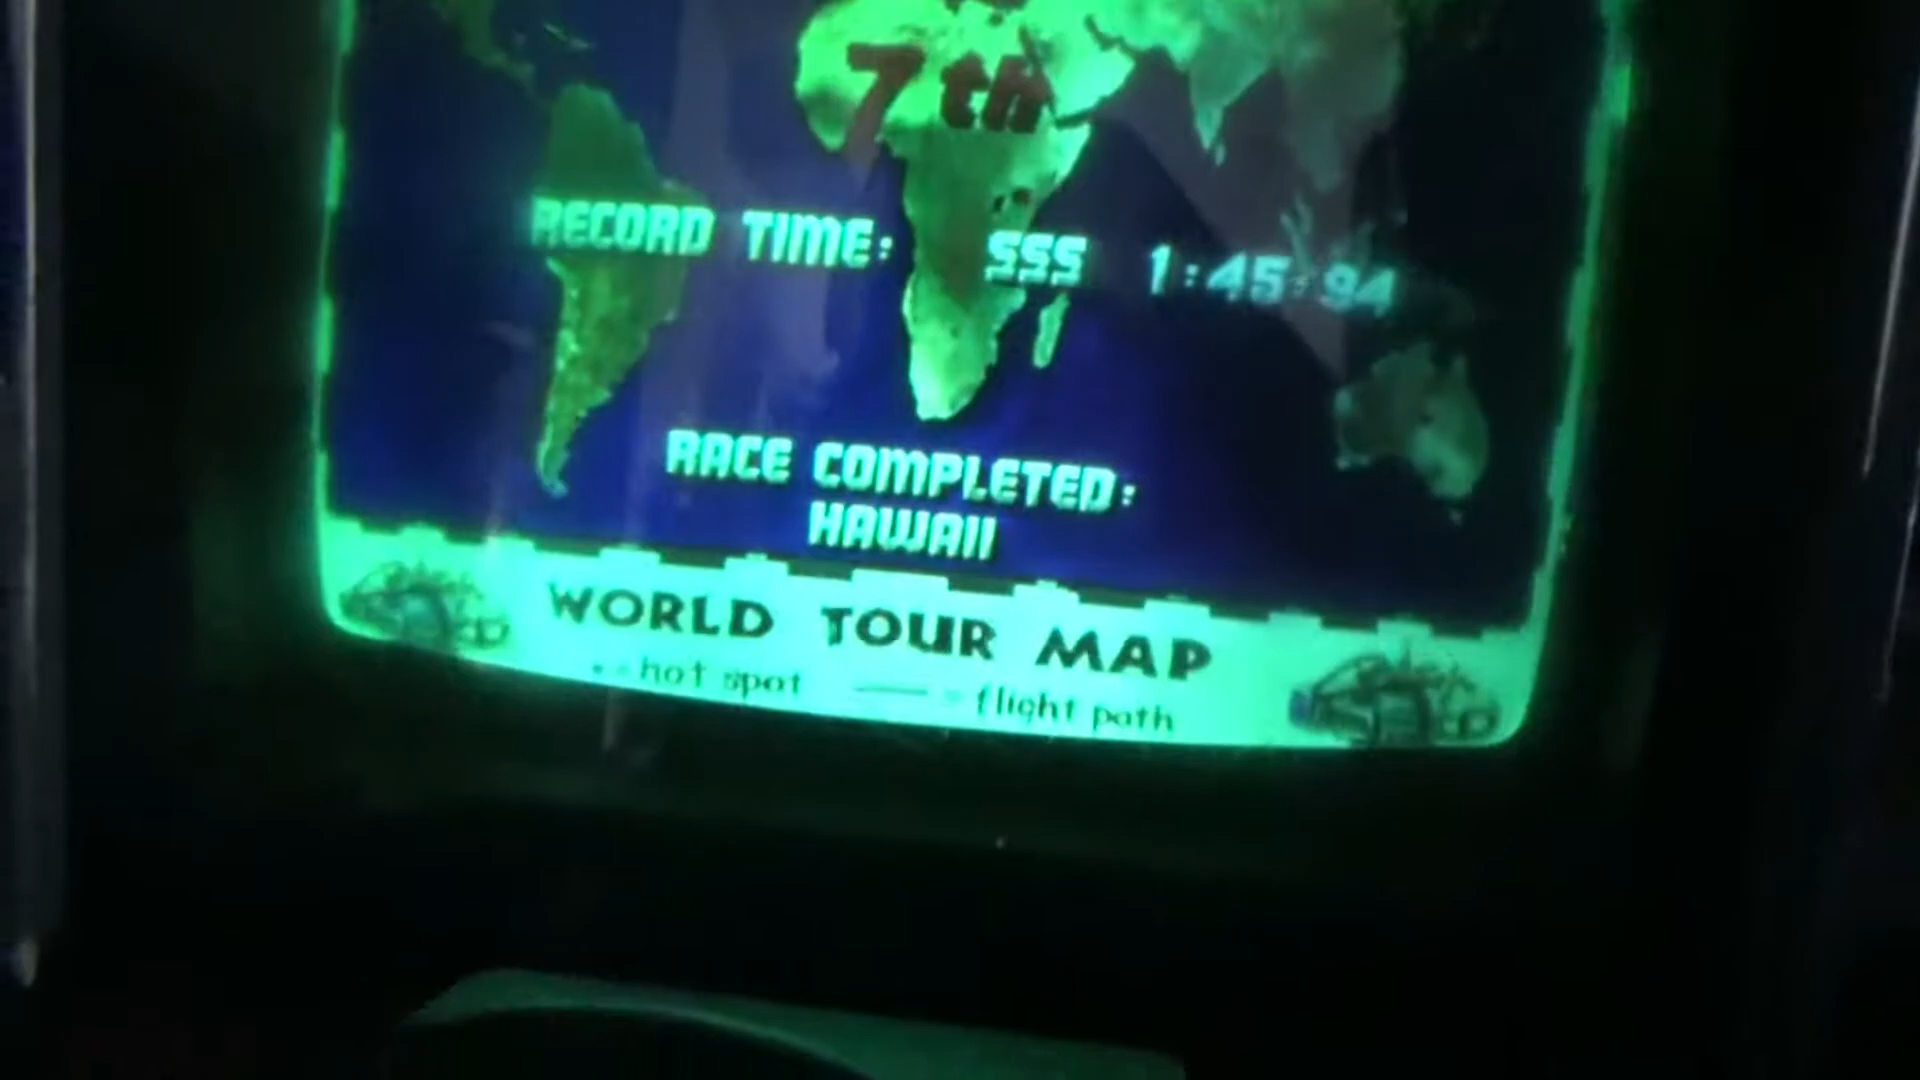 7th
RECORD TIME: SSS 1:45:94
RACE COMPLETED:
HAWAII
WORLD TOUR MAP
hot spot flight path